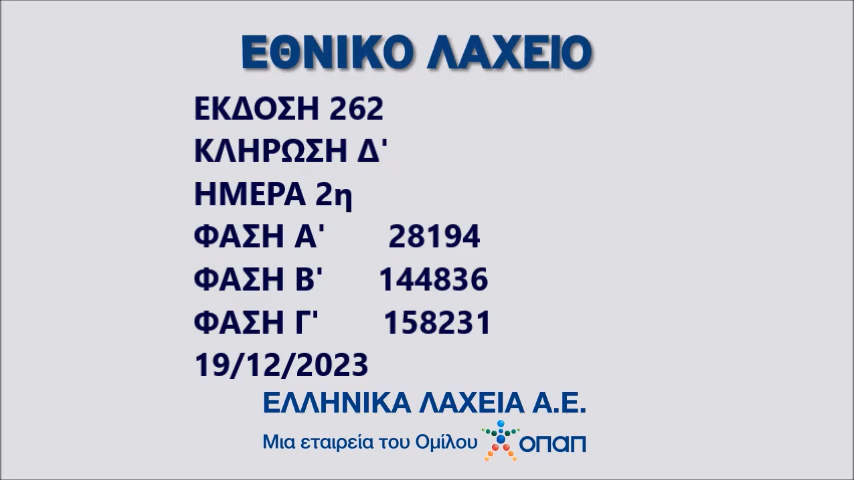 ΕΘΝΙΚΟ ΛΑΧΕΙΟ
ΕΚΔΟΣΗ 262
ΚΛΗΡΩΣΗ Δ'
ΗΜΕΡΑ 2η
ΦΑΣΗ Α' 28194
ΦΑΣΗ Β' 144836
ΦΑΣΗ Γ' 158231
19/12/2023
ΕΛΛΗΝΙΚΑ ΛΑΧΕΙΑ Α.Ε.
Μια εταιρεία του Ομίλου οπαπ